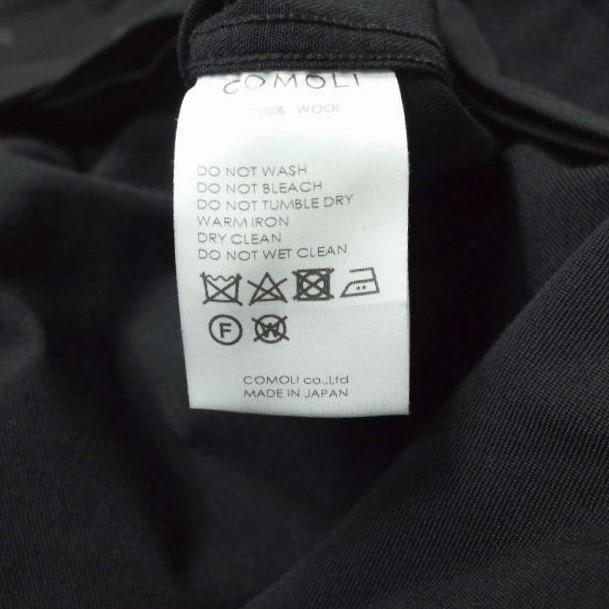 COMOLI
100% WOOL
DO NOT WASH
DO NOT BLEACH
DO NOT TUMBLE DRY
WARM IRON
DRY CLEAN
DO NOT WET CLEAN
F W
COMOLI co.,Ltd
MADE IN JAPAN